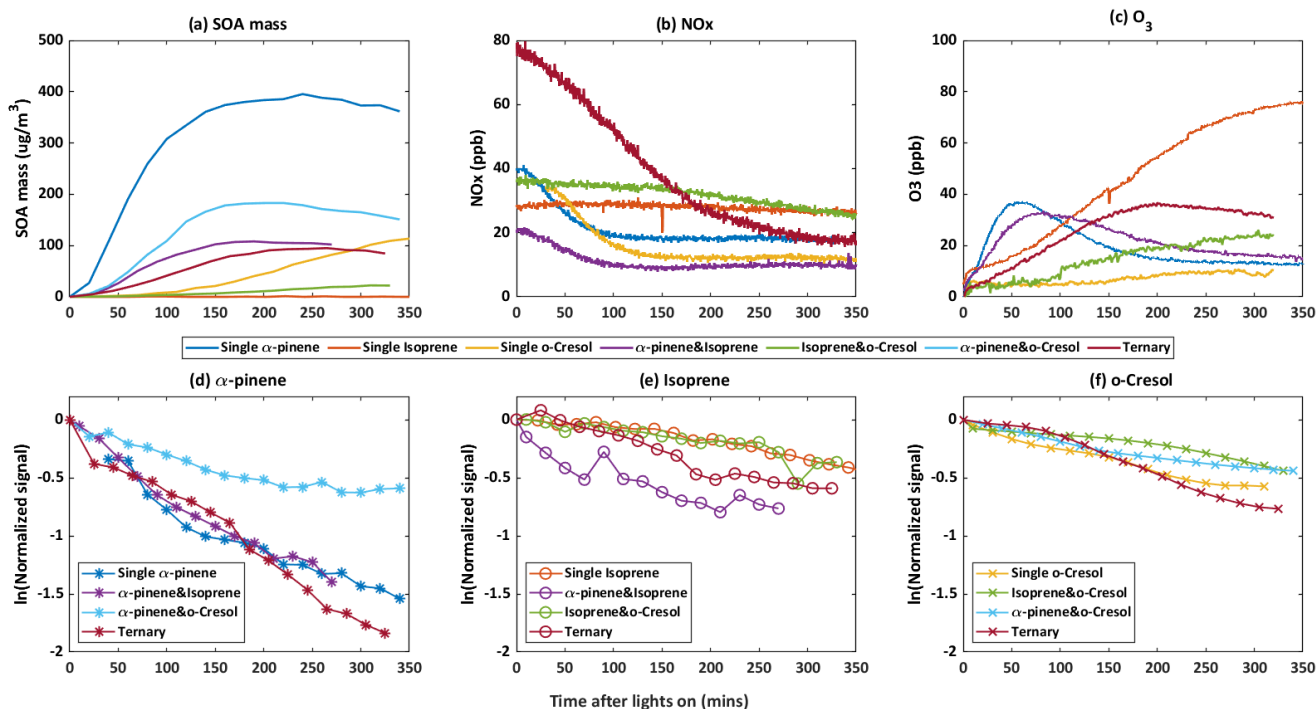 (a) SOA mass
500
400
300
200
100
0
0 50 100 150 200 250 300 350
SOA mass (ug/m³)
(b) NOx
80
60
40
20
0
0 50 100 150 200 250 300 350
NOx (ppb)
(c) O₃
100
80
60
40
20
0
0 50 100 150 200 250 300 350
O3 (ppb)
Single α-pinene Single Isoprene Single o-Cresol α-pinene&Isoprene Isoprene&o-Cresol α-pinene&o-Cresol Ternary
(d) α-pinene
0
-0.5
-1
-1.5
-2
0 50 100 150 200 250 300 350
ln(Normalized signal)
Single α-pinene
α-pinene&Isoprene
α-pinene&o-Cresol
Ternary
(e) Isoprene
0
-0.5
-1
-1.5
-2
0 50 100 150 200 250 300 350
ln(Normalized signal)
Single Isoprene
α-pinene&Isoprene
Isoprene&o-Cresol
Ternary
(f) o-Cresol
0
-0.5
-1
-1.5
-2
0 50 100 150 200 250 300 350
ln(Normalized signal)
Single o-Cresol
Isoprene&o-Cresol
α-pinene&o-Cresol
Ternary
Time after lights on (mins)